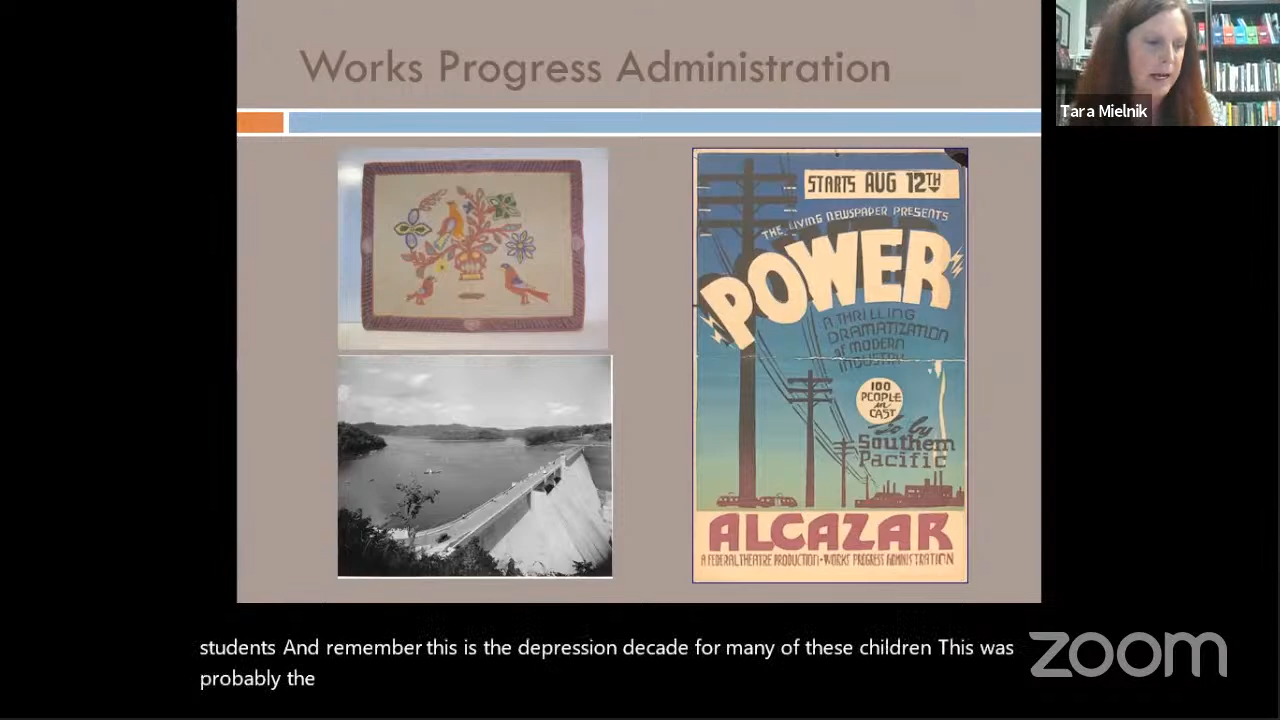 Works Progress Administration
Tara Mielnik
STARTS AUG 12TH
THE LIVING NEWSPAPER PRESENTS
POWER
A THRILLING
DRAMATIZATION
of MODERN
INDUSTRY
100
PEOPLE
in
CAST
Go by
Southern
Pacific
ALCAZAR
A FEDERAL THEATRE PRODUCTION-WORKS PROGRESS ADMINISTRATION
students And remember this is the depression decade for many of these children This was
probably the
zoom